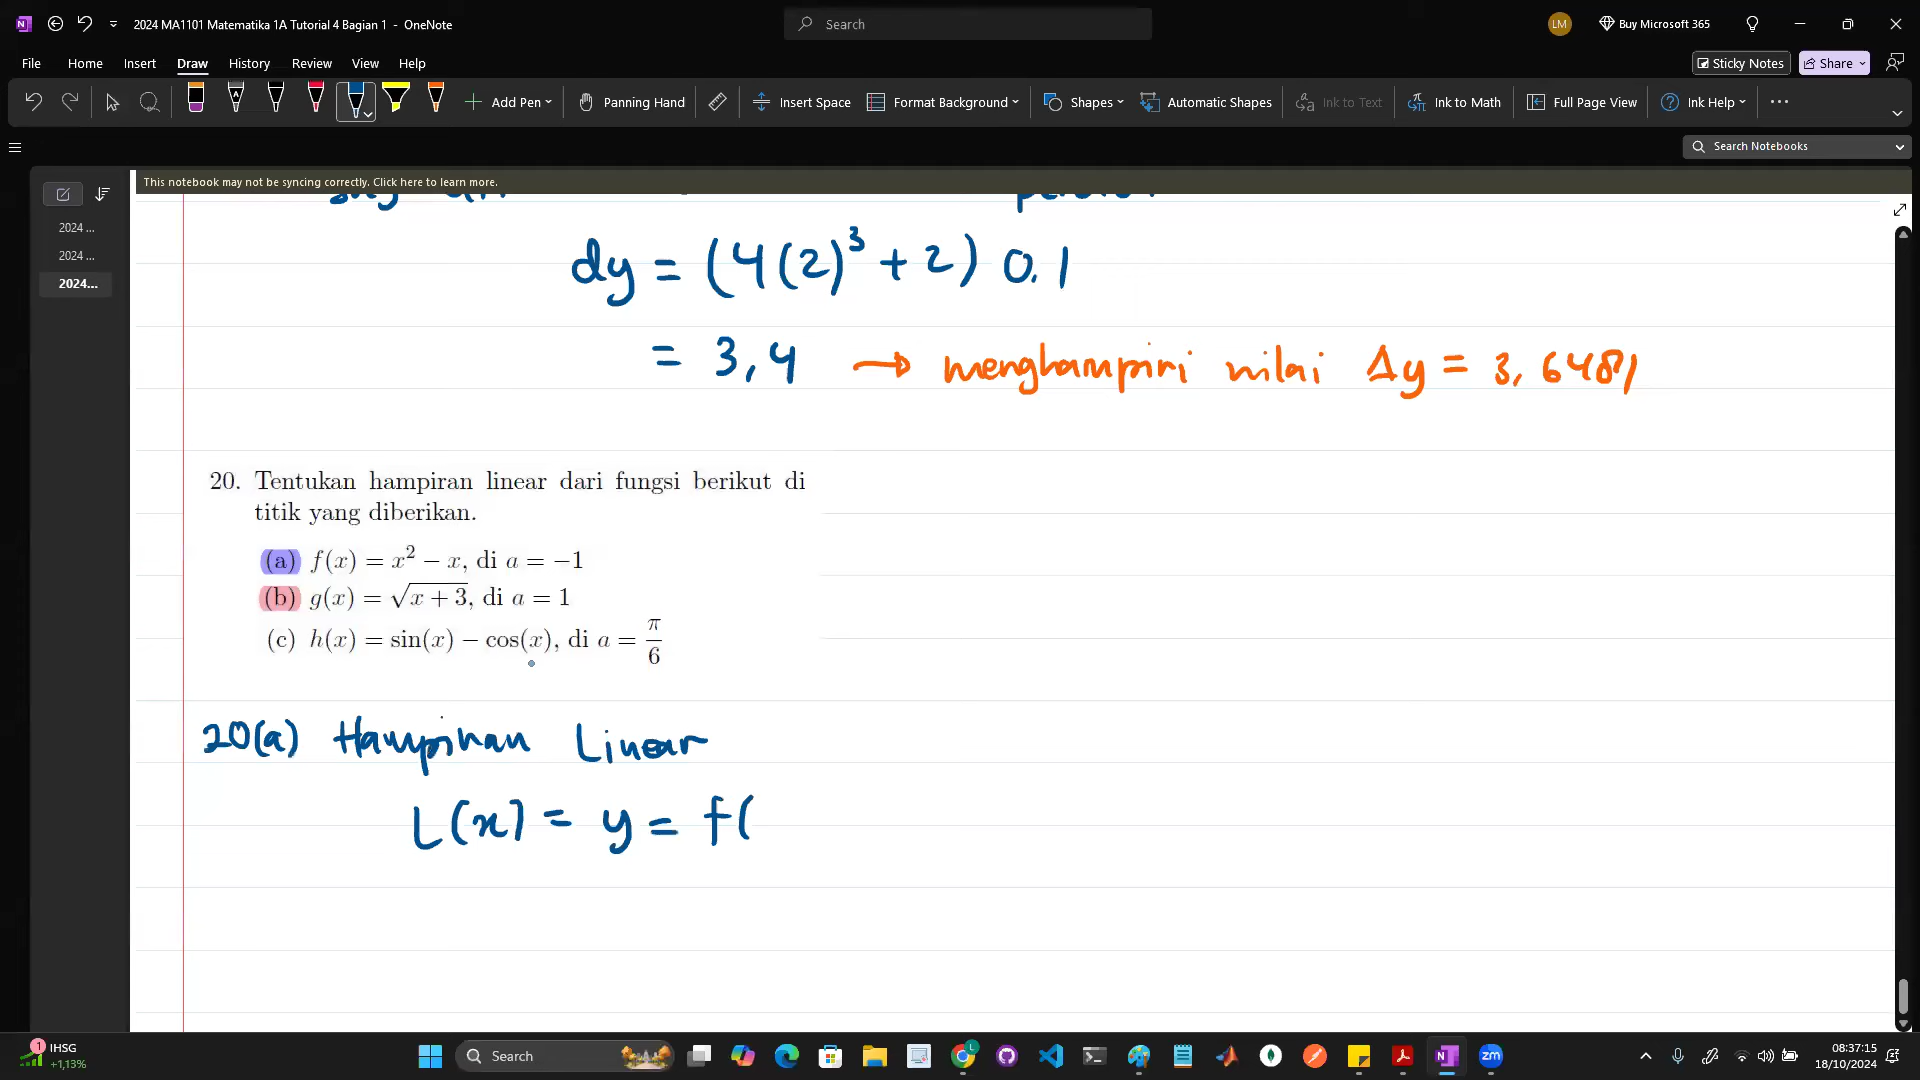 2024 MA1101 Matematika 1A Tutorial 4 Bagian 1 - OneNote
Search
LM
Buy Microsoft 365
File Home Insert Draw History Review View Help
Sticky Notes
Share
Add Pen
Panning Hand
Insert Space
Format Background
Shapes
Automatic Shapes
Ink to Text
Ink to Math
Full Page View
Ink Help
Search Notebooks
This notebook may not be syncing correctly. Click here to learn more.
2024 ...
2024 ...
2024...
dy = (4(2)³ + 2) 0.1
= 3,4 → menghampiri nilai Δy = 3,6481
20. Tentukan hampiran linear dari fungsi berikut di
titik yang diberikan.
(a) f(x) = x² − x, di a = −1
(b) g(x) = √(x + 3), di a = 1
(c) h(x) = sin(x) − cos(x), di a = π/6
20(a) Hampiran Linear
L(x) = y = f(
1
IHSG
+1,13%
Search
zm
08:37:15
18/10/2024